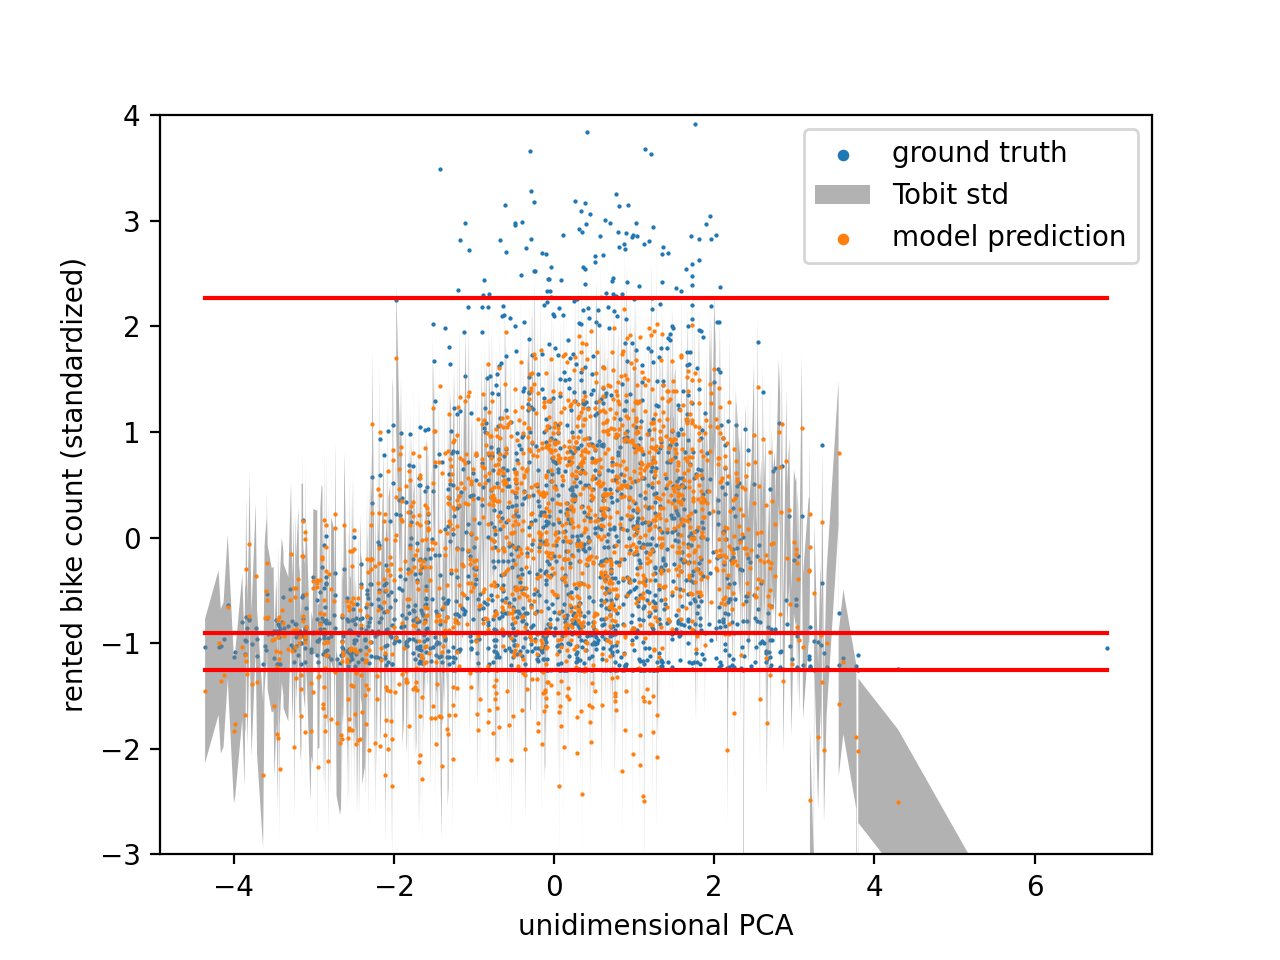 4
3
2
1
0
−1
−2
−3
rented bike count (standardized)
ground truth
Tobit std
model prediction
−4 −2 0 2 4 6
unidimensional PCA